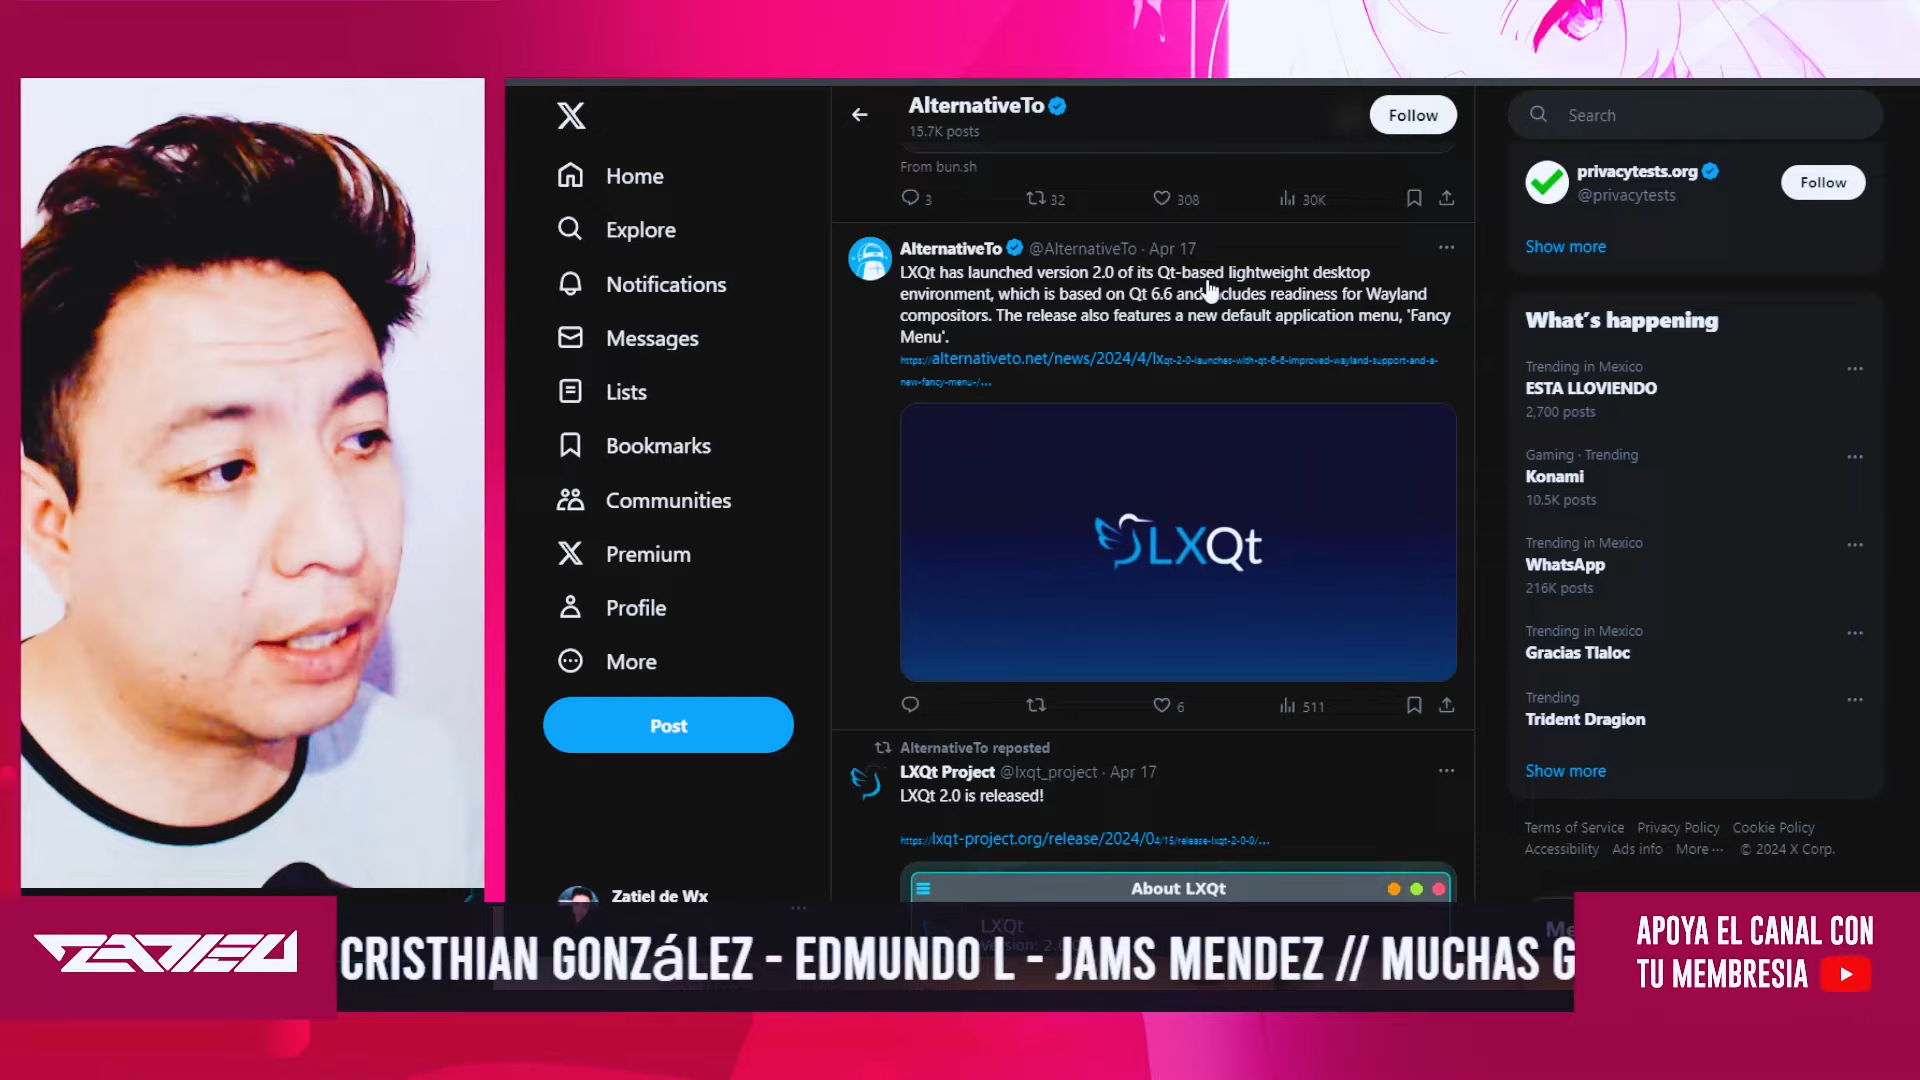 Home
Explore
Notifications
Messages
Lists
Bookmarks
Communities
Premium
Profile
More
Post
Zatiel de Wx
AlternativeTo
15.7K posts
Follow
From bun.sh
3
32
308
30K
AlternativeTo @AlternativeTo · Apr 17
LXQt has launched version 2.0 of its Qt-based lightweight desktop
environment, which is based on Qt 6.6 and includes readiness for Wayland
compositors. The release also features a new default application menu, 'Fancy
Menu'.
https://alternativeto.net/news/2024/4/lxqt-2-0-launches-with-qt-6-6-improved-wayland-support-and-a-
new-fancy-menu-/...
LXQt
6
511
AlternativeTo reposted
LXQt Project @lxqt_project · Apr 17
LXQt 2.0 is released!
https://lxqt-project.org/release/2024/04/15/release-lxqt-2-0-0/...
About LXQt
LXQt
Version: 2.
Search
privacytests.org
@privacytests
Follow
Show more
What's happening
Trending in Mexico
ESTA LLOVIENDO
2,700 posts
Gaming · Trending
Konami
10.5K posts
Trending in Mexico
WhatsApp
216K posts
Trending in Mexico
Gracias Tlaloc
Trending
Trident Dragion
Show more
Terms of Service Privacy Policy Cookie Policy
Accessibility Ads info More ··· © 2024 X Corp.
ZATIEL
CRISTHIAN GONZáLEZ - EDMUNDO L - JAMS MENDEZ // MUCHAS G
APOYA EL CANAL CON
TU MEMBRESIA